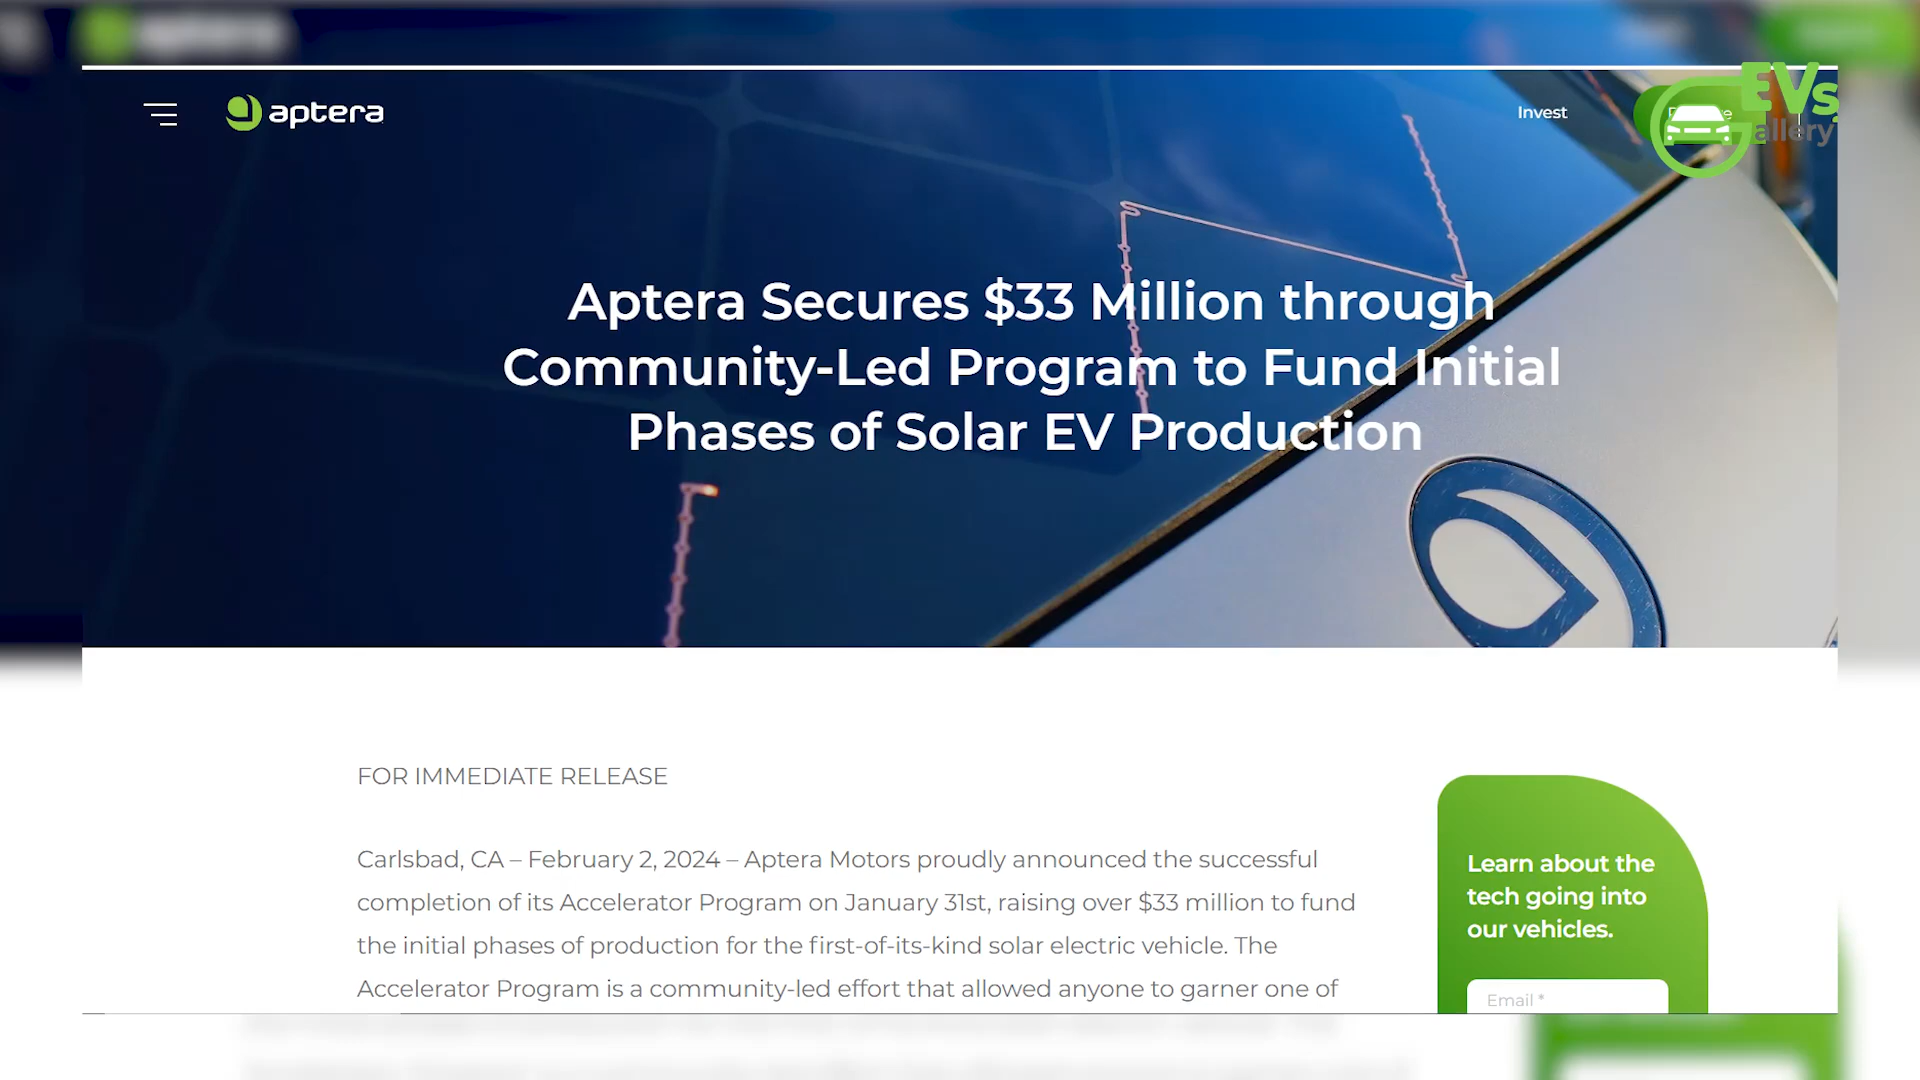 aptera
Invest
EVs
Gallery
Aptera Secures $33 Million through
Community-Led Program to Fund Initial
Phases of Solar EV Production
FOR IMMEDIATE RELEASE
Carlsbad, CA – February 2, 2024 – Aptera Motors proudly announced the successful
completion of its Accelerator Program on January 31st, raising over $33 million to fund
the initial phases of production for the first-of-its-kind solar electric vehicle. The
Accelerator Program is a community-led effort that allowed anyone to garner one of
Learn about the
tech going into
our vehicles.
Email *